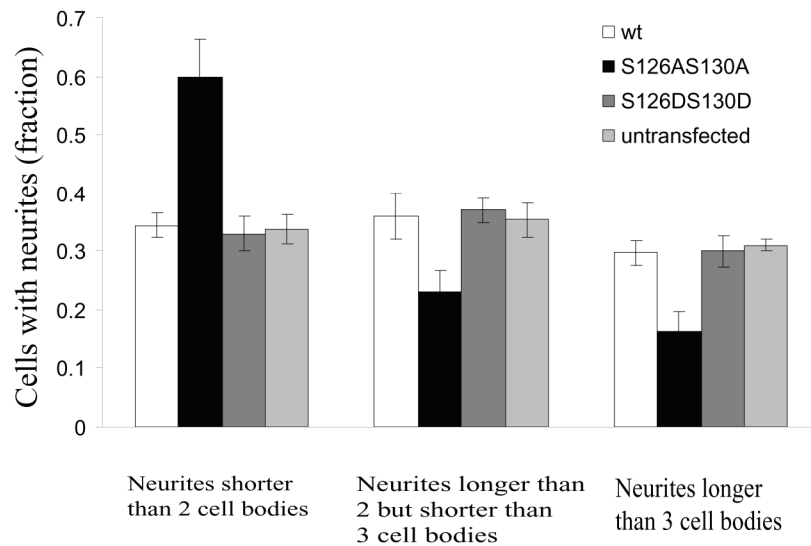 Cells with neurites (fraction)
0.7
0.6
0.5
0.4
0.3
0.2
0.1
0
wt
S126AS130A
S126DS130D
untransfected
Neurites shorter
than 2 cell bodies
Neurites longer than
2 but shorter than
3 cell bodies
Neurites longer
than 3 cell bodies